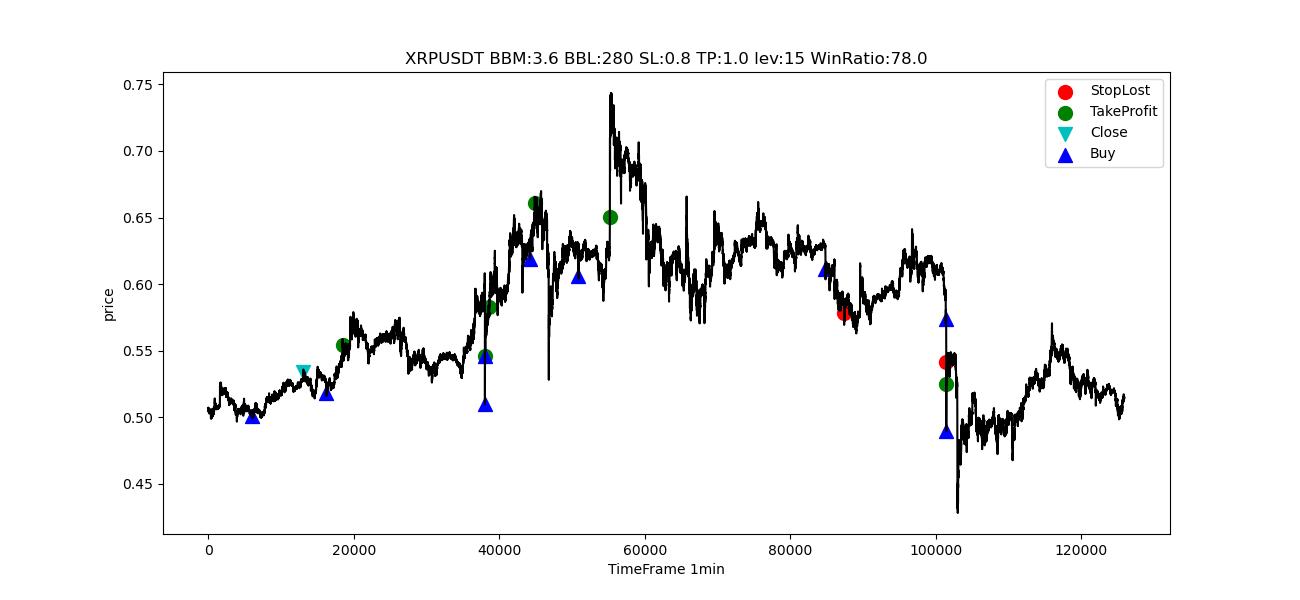 XRPUSDT BBM:3.6 BBL:280 SL:0.8 TP:1.0 lev:15 WinRatio:78.0
StopLost
TakeProfit
Close
Buy
price
0.75
0.70
0.65
0.60
0.55
0.50
0.45
0
20000
40000
60000
80000
100000
120000
TimeFrame 1min